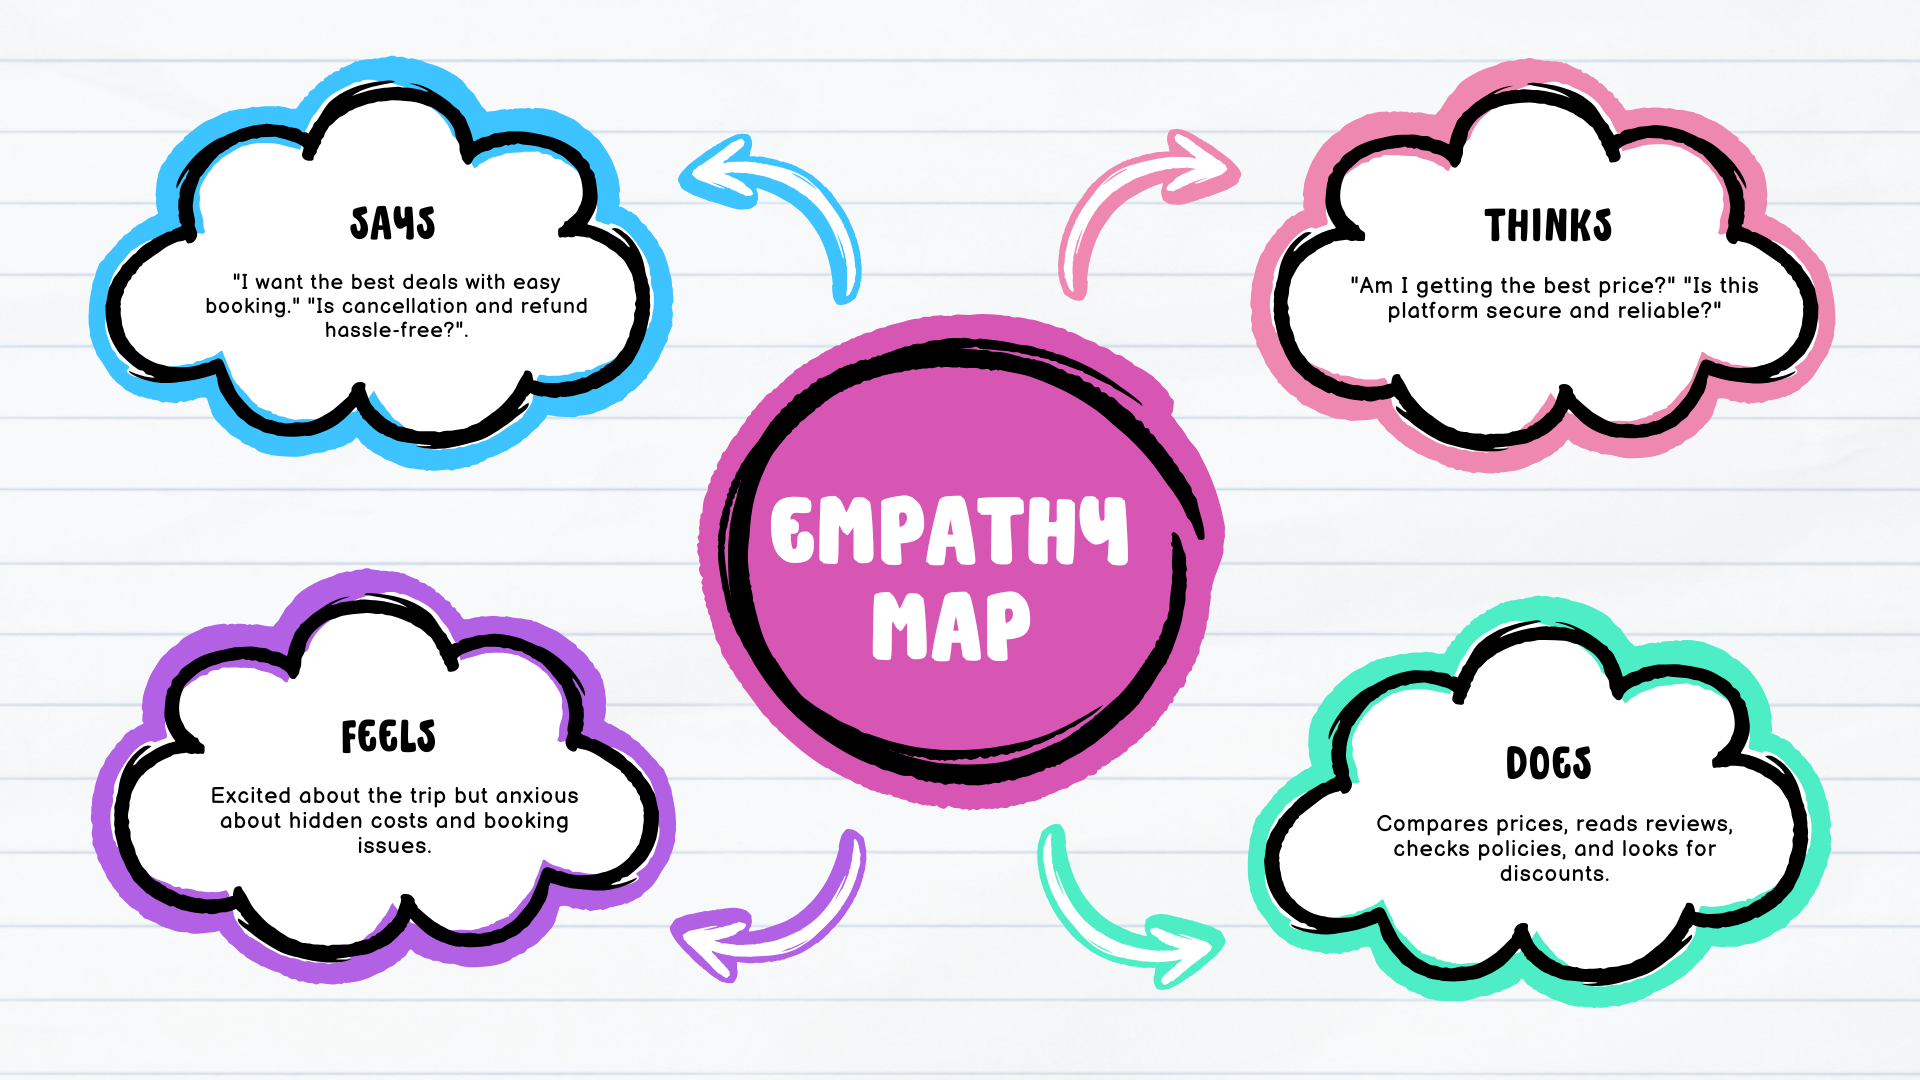 SAYS
"I want the best deals with easy
booking." "Is cancellation and refund
hassle-free?".
THINKS
"Am I getting the best price?" "Is this
platform secure and reliable?"
EMPATHY
MAP
FEELS
Excited about the trip but anxious
about hidden costs and booking
issues.
DOES
Compares prices, reads reviews,
checks policies, and looks for
discounts.